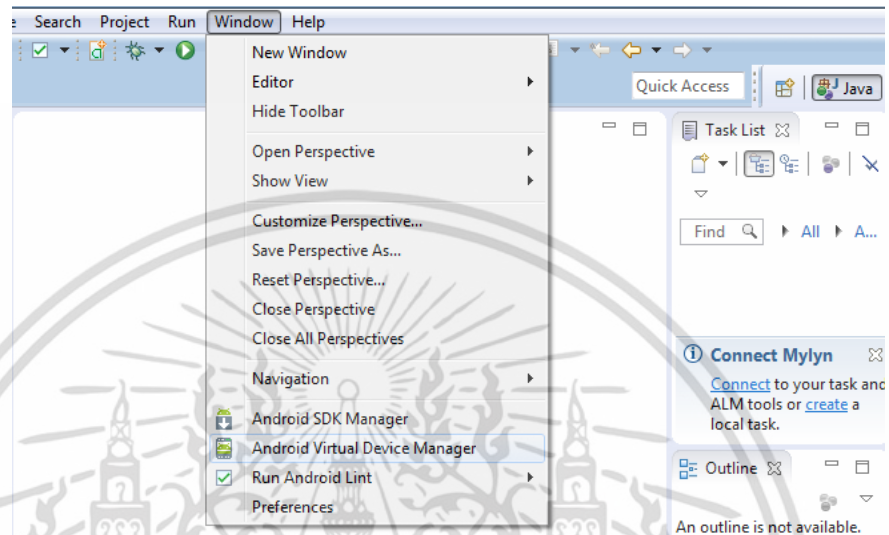 e Search Project Run Window Help
Quick Access
Java
New Window
Editor
Hide Toolbar
Open Perspective
Show View
Customize Perspective...
Save Perspective As...
Reset Perspective...
Close Perspective
Close All Perspectives
Navigation
Android SDK Manager
Android Virtual Device Manager
Run Android Lint
Preferences
Task List
Find
All
A...
Connect Mylyn
Connect to your task and
ALM tools or create a
local task.
Outline
An outline is not available.